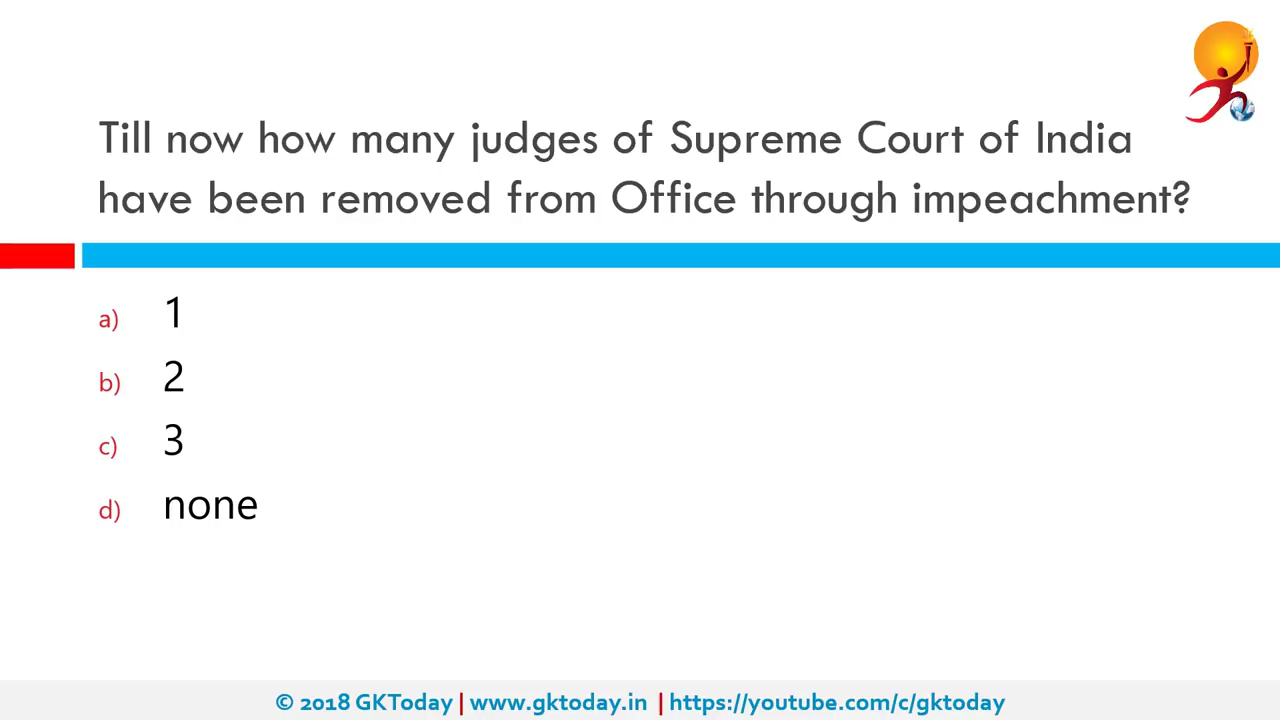 Till now how many judges of Supreme Court of India
have been removed from Office through impeachment?
a) 1
b) 2
c) 3
d) none
© 2018 GKToday | www.gktoday.in | https://youtube.com/c/gktoday